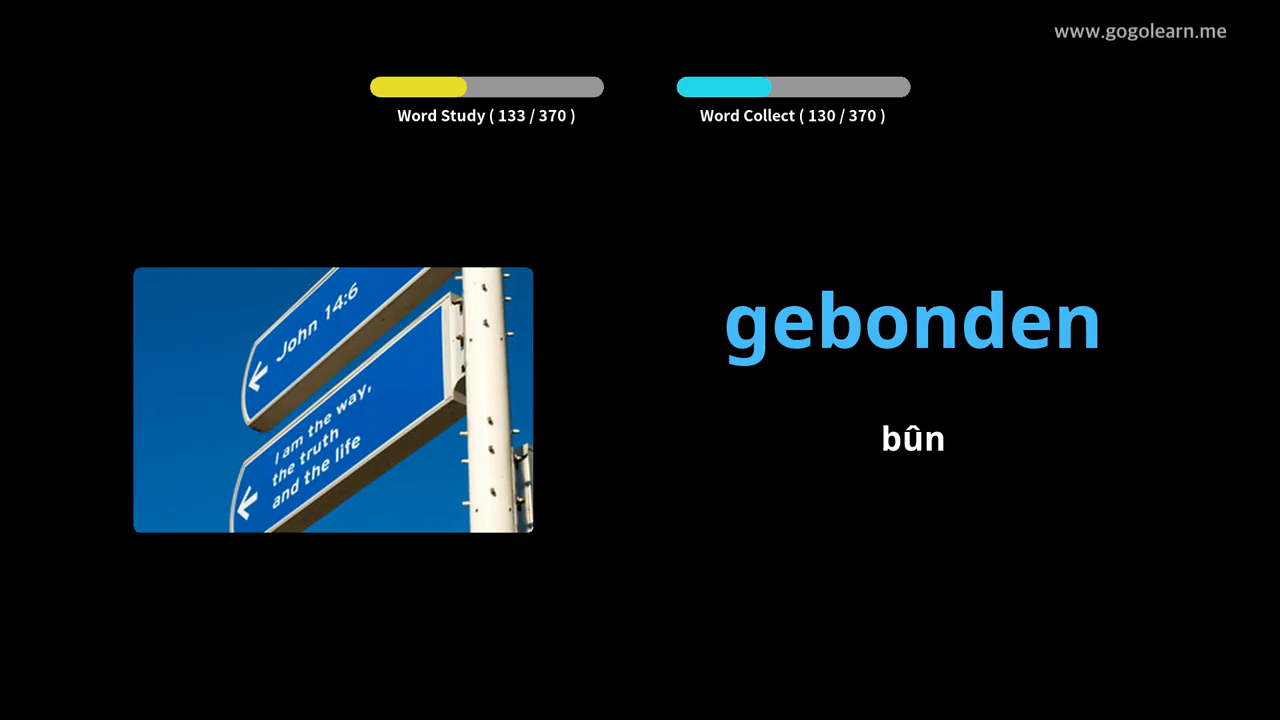 www.gogolearn.me
Word Study ( 133 / 370 )
Word Collect ( 130 / 370 )
John 14:6
I am the way,
the truth
and the life
gebonden
bûn